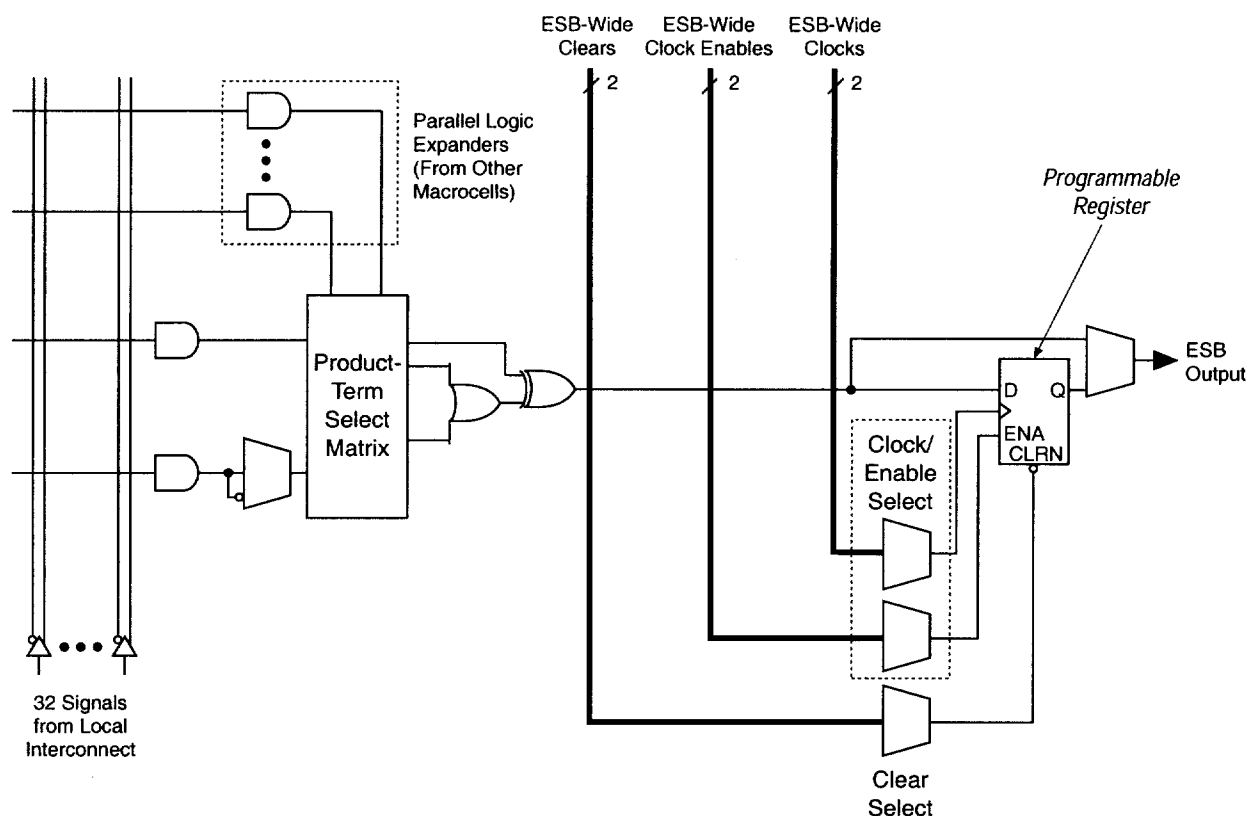 ESB-Wide
Clears
ESB-Wide
Clock Enables
ESB-Wide
Clocks
2
2
2
Parallel Logic
Expanders
(From Other
Macrocells)
Programmable
Register
Product-
Term
Select
Matrix
ESB
Output
D
Q
ENA
CLRN
Clock/
Enable
Select
32 Signals
from Local
Interconnect
Clear
Select